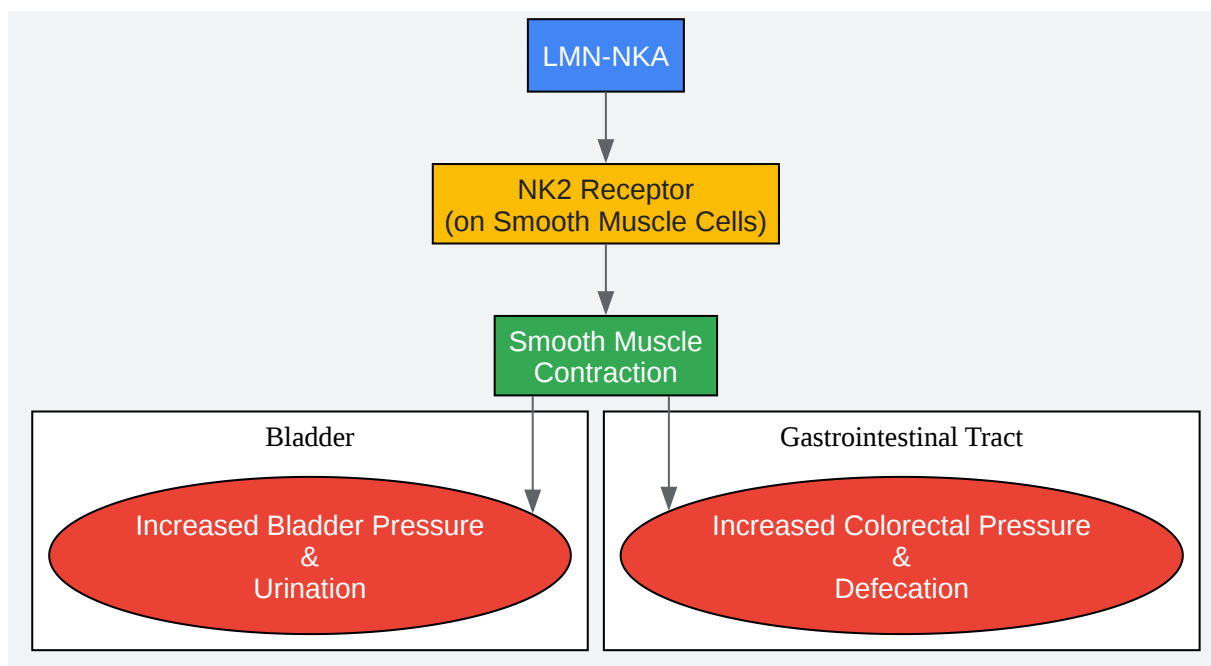 LMN-NKA
NK2 Receptor
(on Smooth Muscle Cells)
Smooth Muscle
Contraction
Bladder
Increased Bladder Pressure
&
Urination
Gastrointestinal Tract
Increased Colorectal Pressure
&
Defecation